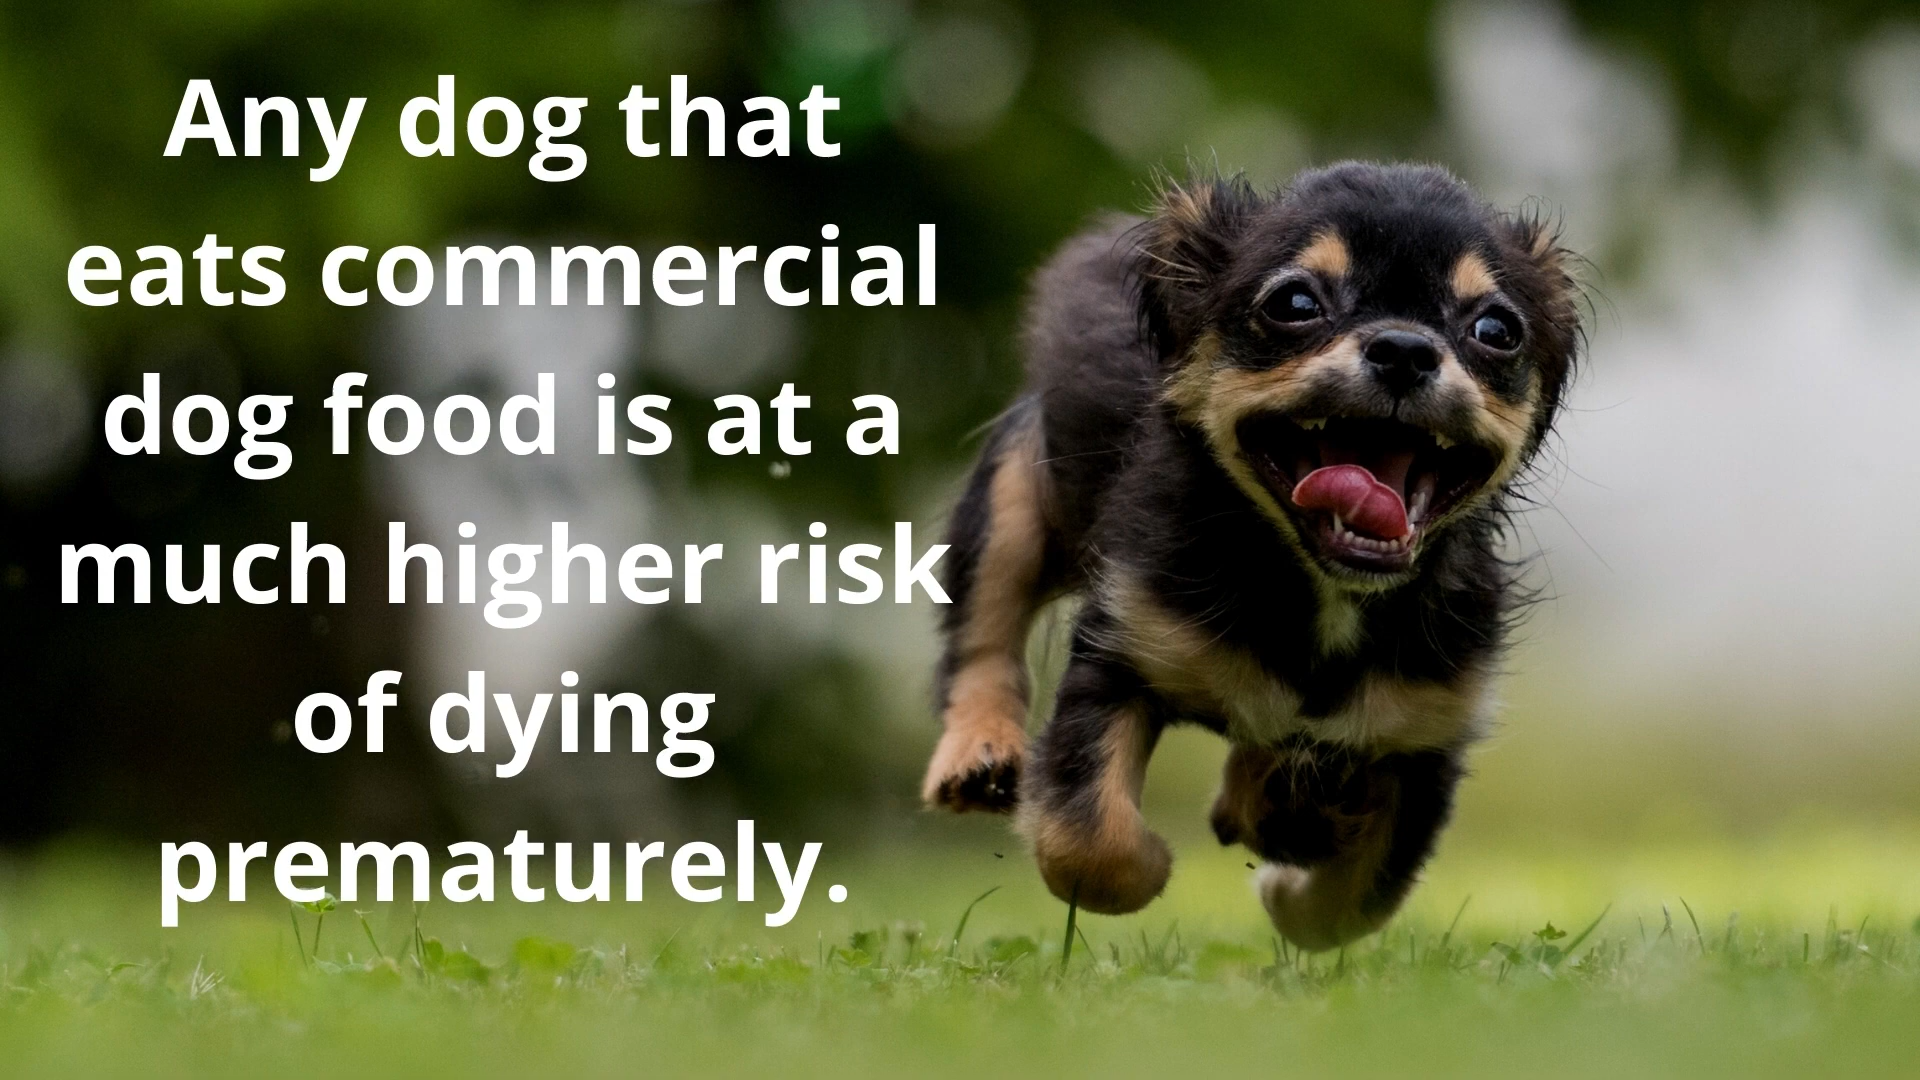 Any dog that
eats commercial
dog food is at a
much higher risk
of dying
prematurely.